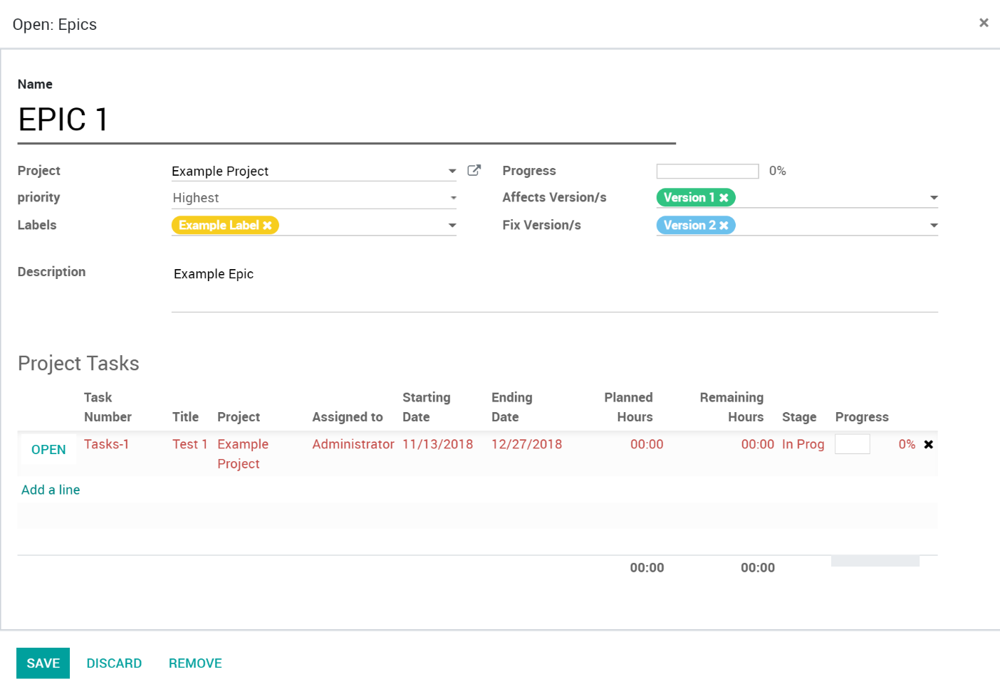 Open: Epics ×
Name
EPIC 1
Project Example Project Progress 0%
priority Highest Affects Version/s Version 1 ×
Labels Example Label × Fix Version/s Version 2 ×
Description Example Epic
Project Tasks
Task Number Title Project Assigned to Starting Date Ending Date Planned Hours Remaining Hours Stage Progress
OPEN Tasks-1 Test 1 Example Project Administrator 11/13/2018 12/27/2018 00:00 00:00 In Prog 0% ×
Add a line
00:00 00:00
SAVE DISCARD REMOVE